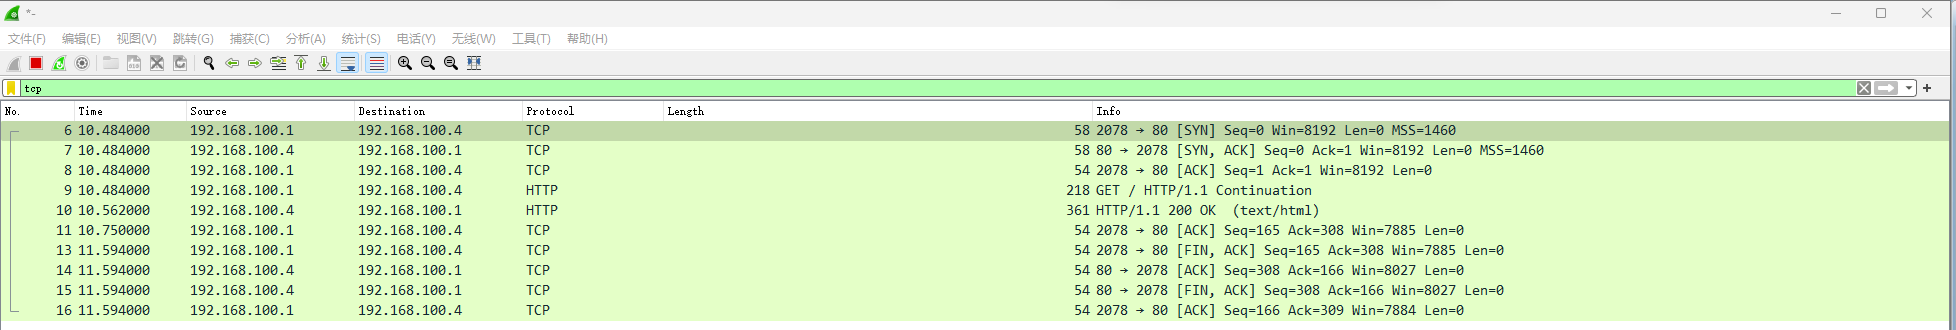 *-
文件(F) 编辑(E) 视图(V) 跳转(G) 捕获(C) 分析(A) 统计(S) 电话(Y) 无线(W) 工具(T) 帮助(H)
tcp
No. Time Source Destination Protocol Length Info
6 10.484000 192.168.100.1 192.168.100.4 TCP 58 2078 → 80 [SYN] Seq=0 Win=8192 Len=0 MSS=1460
7 10.484000 192.168.100.4 192.168.100.1 TCP 58 80 → 2078 [SYN, ACK] Seq=0 Ack=1 Win=8192 Len=0 MSS=1460
8 10.484000 192.168.100.1 192.168.100.4 TCP 54 2078 → 80 [ACK] Seq=1 Ack=1 Win=8192 Len=0
9 10.484000 192.168.100.1 192.168.100.4 HTTP 218 GET / HTTP/1.1 Continuation
10 10.562000 192.168.100.4 192.168.100.1 HTTP 361 HTTP/1.1 200 OK (text/html)
11 10.750000 192.168.100.1 192.168.100.4 TCP 54 2078 → 80 [ACK] Seq=165 Ack=308 Win=7885 Len=0
13 11.594000 192.168.100.1 192.168.100.4 TCP 54 2078 → 80 [FIN, ACK] Seq=165 Ack=308 Win=7885 Len=0
14 11.594000 192.168.100.4 192.168.100.1 TCP 54 80 → 2078 [ACK] Seq=308 Ack=166 Win=8027 Len=0
15 11.594000 192.168.100.4 192.168.100.1 TCP 54 80 → 2078 [FIN, ACK] Seq=308 Ack=166 Win=8027 Len=0
16 11.594000 192.168.100.1 192.168.100.4 TCP 54 2078 → 80 [ACK] Seq=166 Ack=309 Win=7884 Len=0